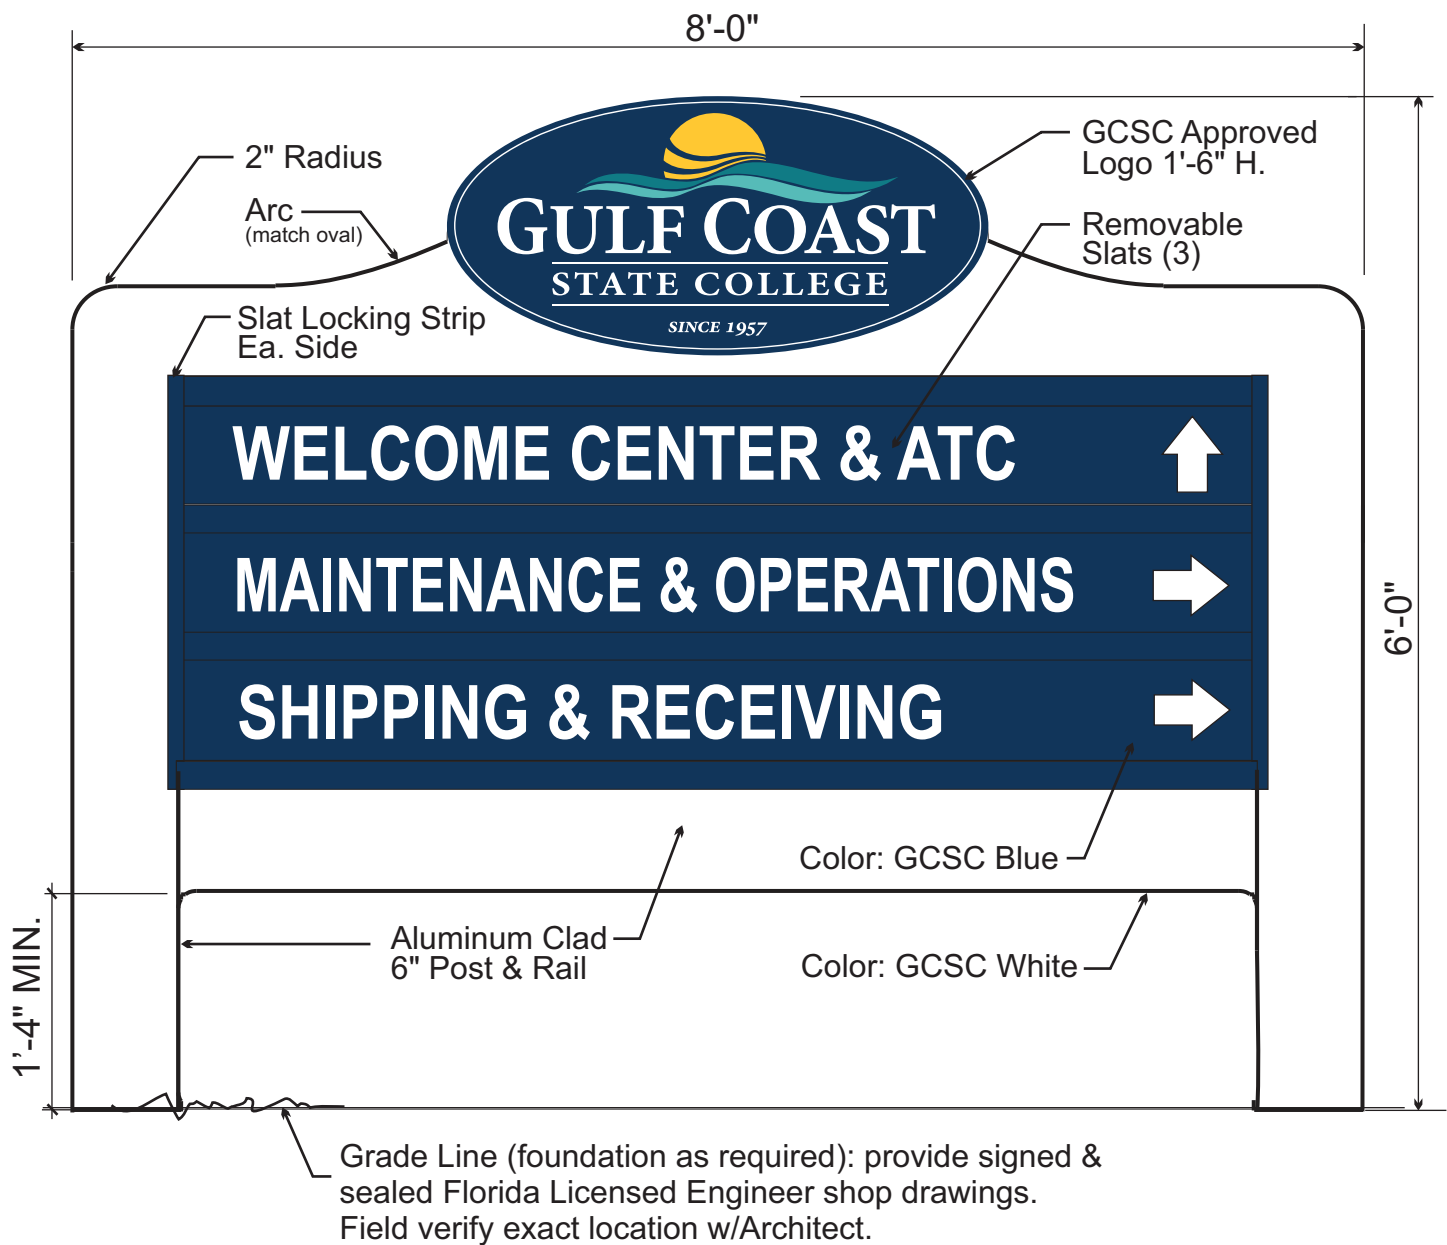 8'-0"
GCSC Approved
Logo 1'-6" H.
2" Radius
Arc
(match oval)
Removable
Slats (3)
GULF COAST
STATE COLLEGE
SINCE 1957
Slat Locking Strip
Ea. Side
WELCOME CENTER & ATC
MAINTENANCE & OPERATIONS
SHIPPING & RECEIVING
6'-0"
Color: GCSC Blue
1'-4" MIN.
Aluminum Clad
6" Post & Rail
Color: GCSC White
Grade Line (foundation as required): provide signed &
sealed Florida Licensed Engineer shop drawings.
Field verify exact location w/Architect.